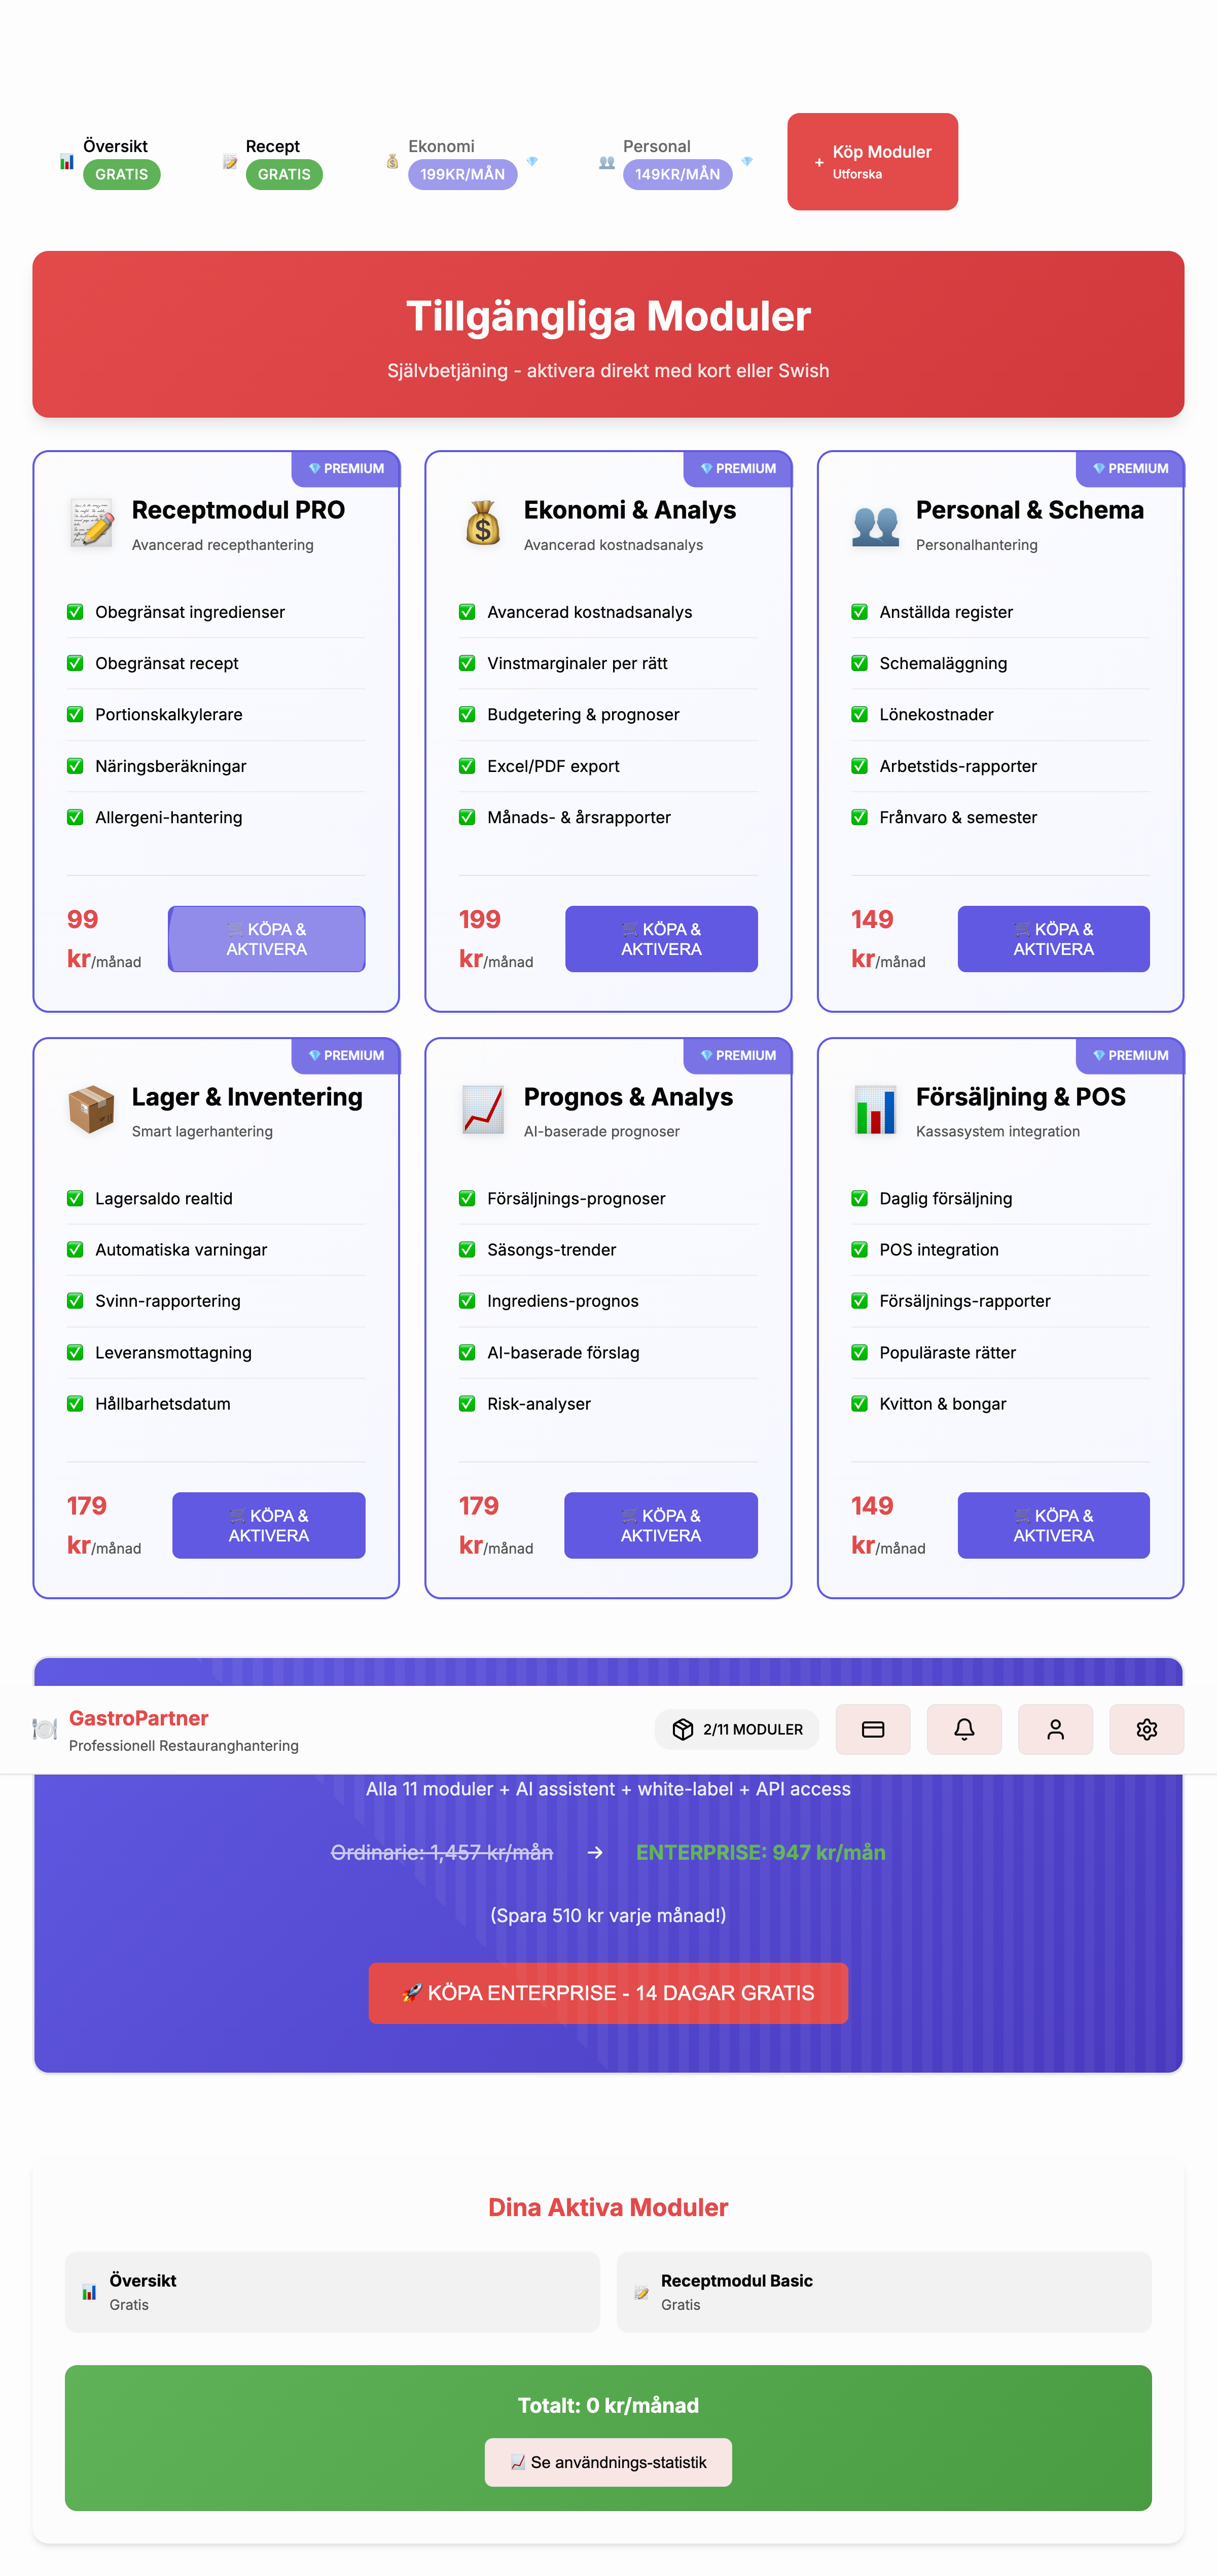 Översikt
GRATIS
Recept
GRATIS
Ekonomi
199KR/MÅN
Personal
149KR/MÅN
+ Köp Moduler
Utforska
Tillgängliga Moduler
Självbetjäning - aktivera direkt med kort eller Swish
PREMIUM
Receptmodul PRO
Avancerad recepthantering
Obegränsat ingredienser
Obegränsat recept
Portionskalkylerare
Näringsberäkningar
Allergeni-hantering
99
kr/månad
KÖPA &
AKTIVERA
PREMIUM
Ekonomi & Analys
Avancerad kostnadsanalys
Avancerad kostnadsanalys
Vinstmarginaler per rätt
Budgetering & prognoser
Excel/PDF export
Månads- & årsrapporter
199
kr/månad
KÖPA &
AKTIVERA
PREMIUM
Personal & Schema
Personalhantering
Anställda register
Schemaläggning
Lönekostnader
Arbetstids-rapporter
Frånvaro & semester
149
kr/månad
KÖPA &
AKTIVERA
PREMIUM
Lager & Inventering
Smart lagerhantering
Lagersaldo realtid
Automatiska varningar
Svinn-rapportering
Leveransmottagning
Hållbarhetsdatum
179
kr/månad
KÖPA &
AKTIVERA
PREMIUM
Prognos & Analys
AI-baserade prognoser
Försäljnings-prognoser
Säsongs-trender
Ingrediens-prognos
AI-baserade förslag
Risk-analyser
179
kr/månad
KÖPA &
AKTIVERA
PREMIUM
Försäljning & POS
Kassasystem integration
Daglig försäljning
POS integration
Försäljnings-rapporter
Populäraste rätter
Kvitton & bongar
149
kr/månad
KÖPA &
AKTIVERA
GastroPartner
Professionell Restauranghantering
2/11 MODULER
Alla 11 moduler + AI assistent + white-label + API access
Ordinarie: 1,457 kr/mån → ENTERPRISE: 947 kr/mån
(Spara 510 kr varje månad!)
KÖPA ENTERPRISE - 14 DAGAR GRATIS
Dina Aktiva Moduler
Översikt
Gratis
Receptmodul Basic
Gratis
Totalt: 0 kr/månad
Se användnings-statistik